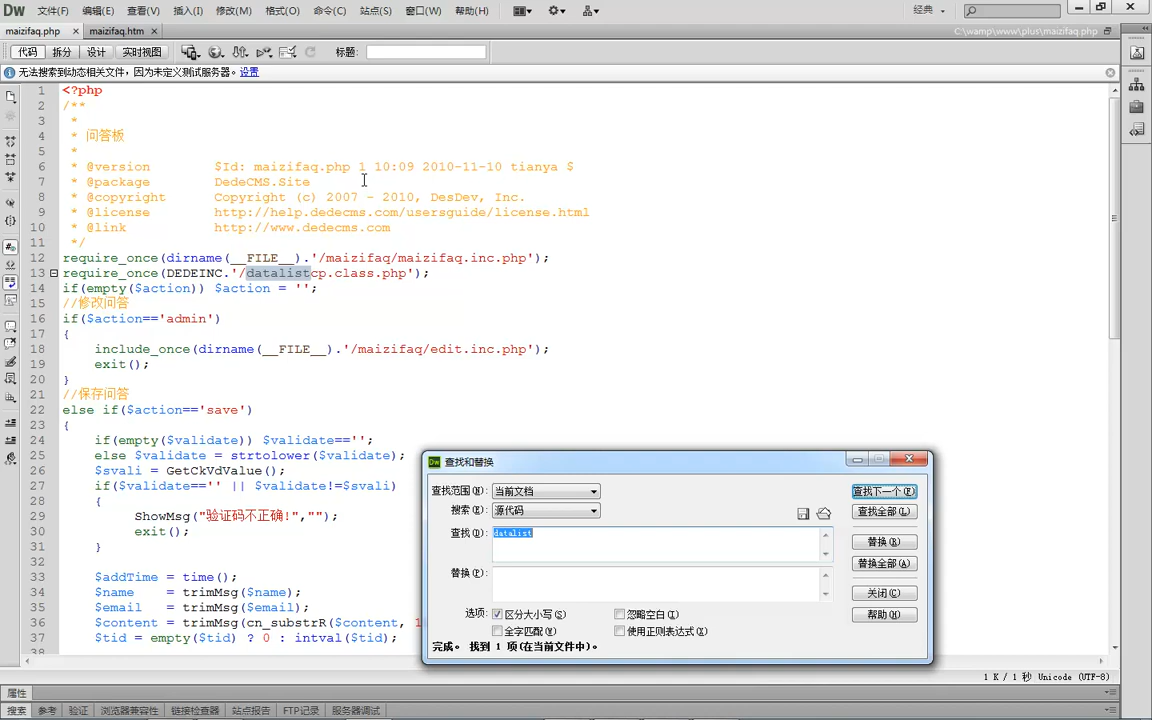 Dw 文件(F) 编辑(E) 查看(V) 插入(I) 修改(M) 格式(O) 命令(C) 站点(S) 窗口(W) 帮助(H) 经典
maizifaq.php × maizifaq.htm × C:\wamp\www\plus\maizifaq.php
代码 拆分 设计 实时视图 标题:
无法搜索到动态相关文件，因为未定义测试服务器。设置
1 <?php
2 /**
3 *
4 * 问答板
5 *
6 * @version $Id: maizifaq.php 1 10:09 2010-11-10 tianya $
7 * @package DedeCMS.Site
8 * @copyright Copyright (c) 2007 - 2010, DesDev, Inc.
9 * @license http://help.dedecms.com/usersguide/license.html
10 * @link http://www.dedecms.com
11 */
12 require_once(dirname(__FILE__).'/maizifaq/maizifaq.inc.php');
13 require_once(DEDEINC.'/datalistcp.class.php');
14 if(empty($action)) $action = '';
15 //修改问答
16 if($action=='admin')
17 {
18 include_once(dirname(__FILE__).'/maizifaq/edit.inc.php');
19 exit();
20 }
21 //保存问答
22 else if($action=='save')
23 {
24 if(empty($validate)) $validate=='';
25 else $validate = strtolower($validate);
26 $svali = GetCkVdValue();
27 if($validate=='' || $validate!=$svali)
28 {
29 ShowMsg("验证码不正确!","");
30 exit();
31 }
32
33 $addTime = time();
34 $name = trimMsg($name);
35 $email = trimMsg($email);
36 $content = trimMsg(cn_substrR($content, 1
37 $tid = empty($tid) ? 0 : intval($tid);
38
Dw 查找和替换
查找范围(N): 当前文档 查找下一个(F)
搜索(O): 源代码 查找全部(L)
查找(D): datalist
替换(R)
替换(P): 替换全部(A)
关闭(C)
选项: 区分大小写(S) 忽略空白(I) 帮助(H)
全字匹配(W) 使用正则表达式(X)
完成。 找到 1 项(在当前文件中)。
1 K / 1 秒 Unicode (UTF-8)
属性
搜索 参考 验证 浏览器兼容性 链接检查器 站点报告 FTP记录 服务器调试